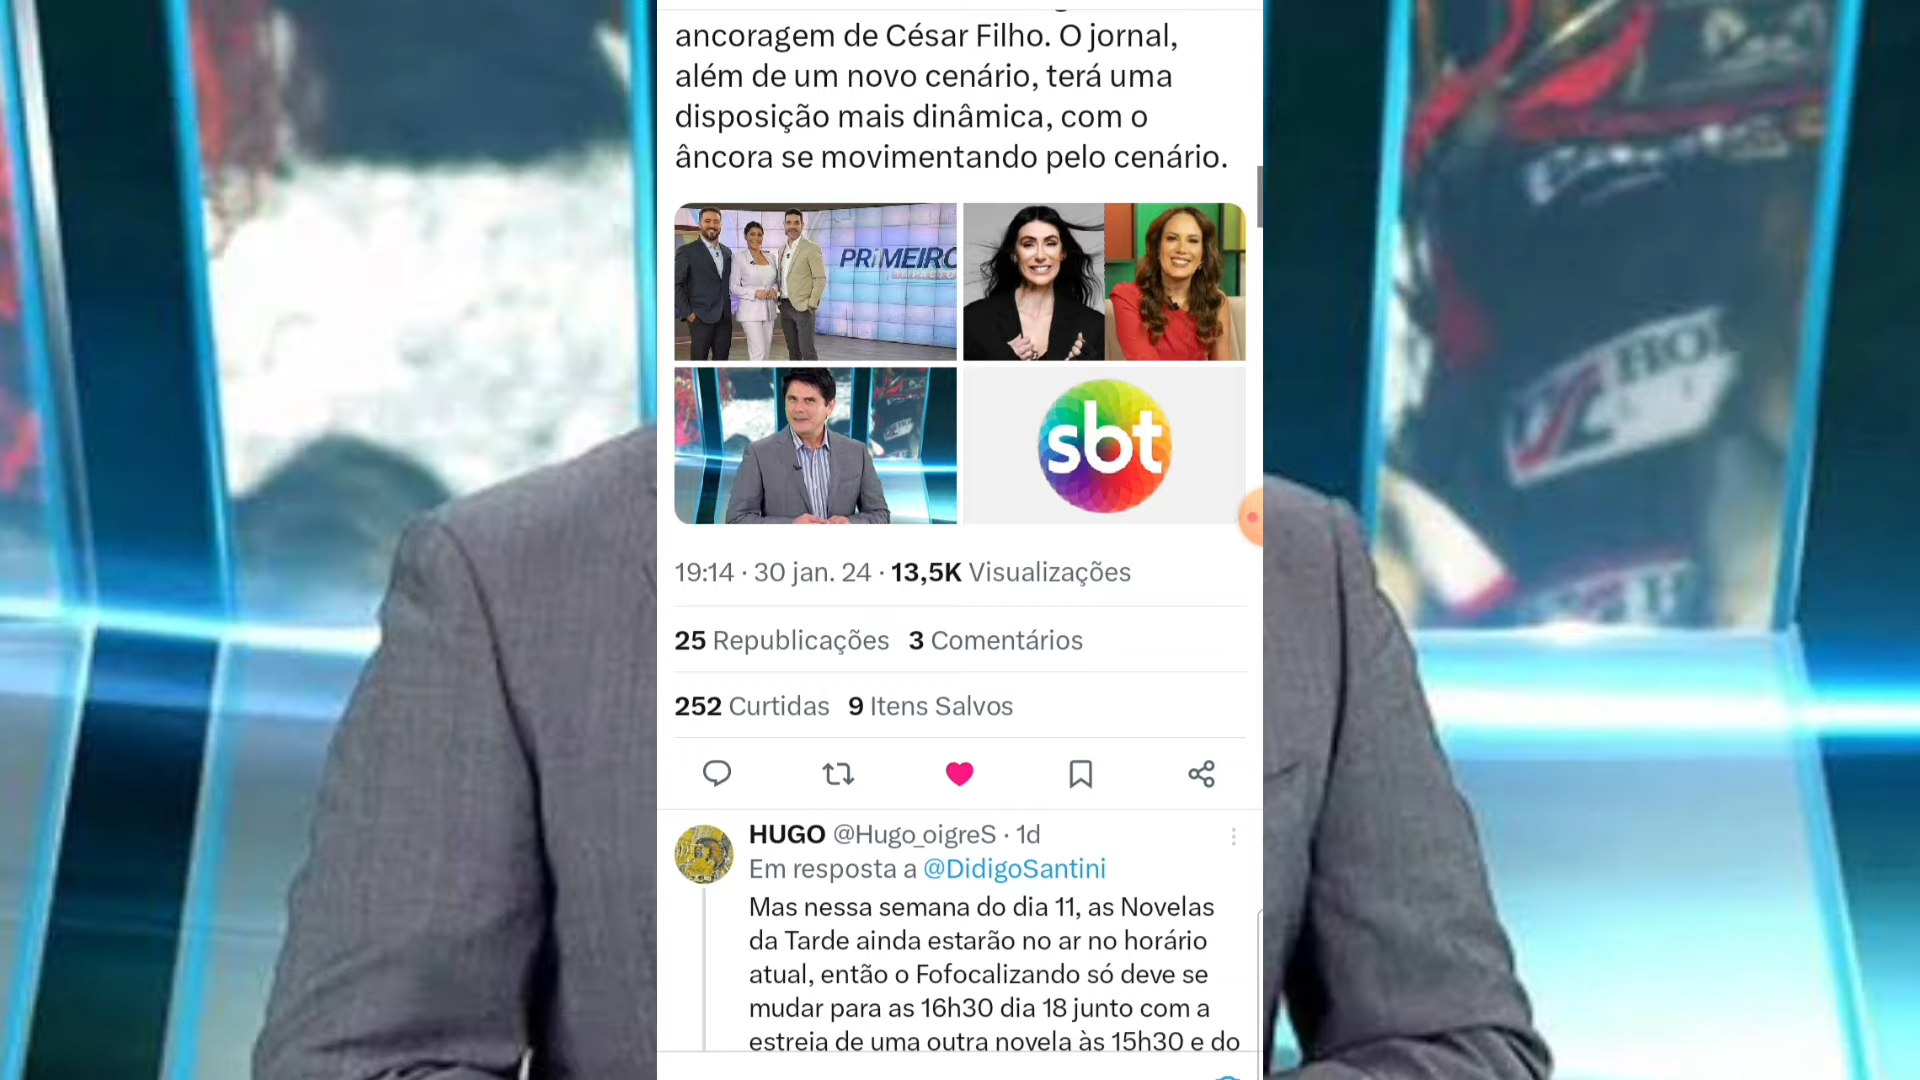 ancoragem de César Filho. O jornal,
além de um novo cenário, terá uma
disposição mais dinâmica, com o
âncora se movimentando pelo cenário.
PRiMEIRO
IMPACTO
sbt
19:14 · 30 jan. 24 · 13,5K Visualizações
25 Republicações 3 Comentários
252 Curtidas 9 Itens Salvos
HUGO @Hugo_oigreS · 1d
Em resposta a @DidigoSantini
Mas nessa semana do dia 11, as Novelas
da Tarde ainda estarão no ar no horário
atual, então o Fofocalizando só deve se
mudar para as 16h30 dia 18 junto com a
estreia de uma outra novela às 15h30 e do